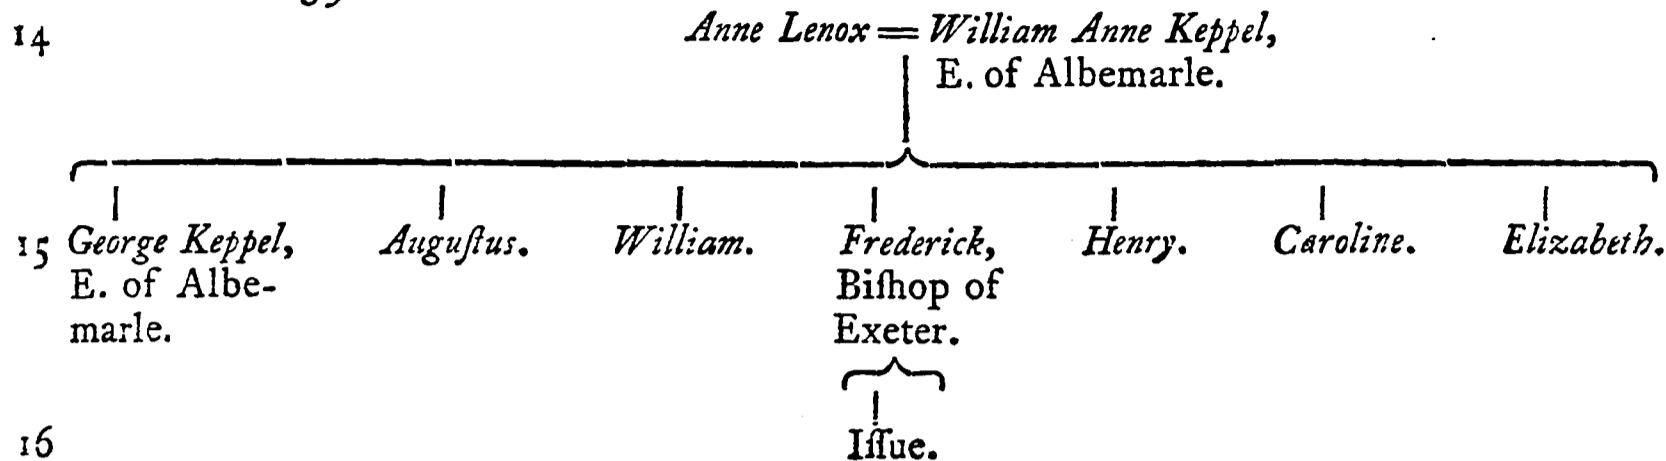 14 Anne Lenox = William Anne Keppel,
E. of Albemarle.
15 George Keppel, Auguſtus. William. Frederick, Henry. Caroline. Elizabeth.
E. of Albe- Biſhop of
marle. Exeter.
16 Iſſue.